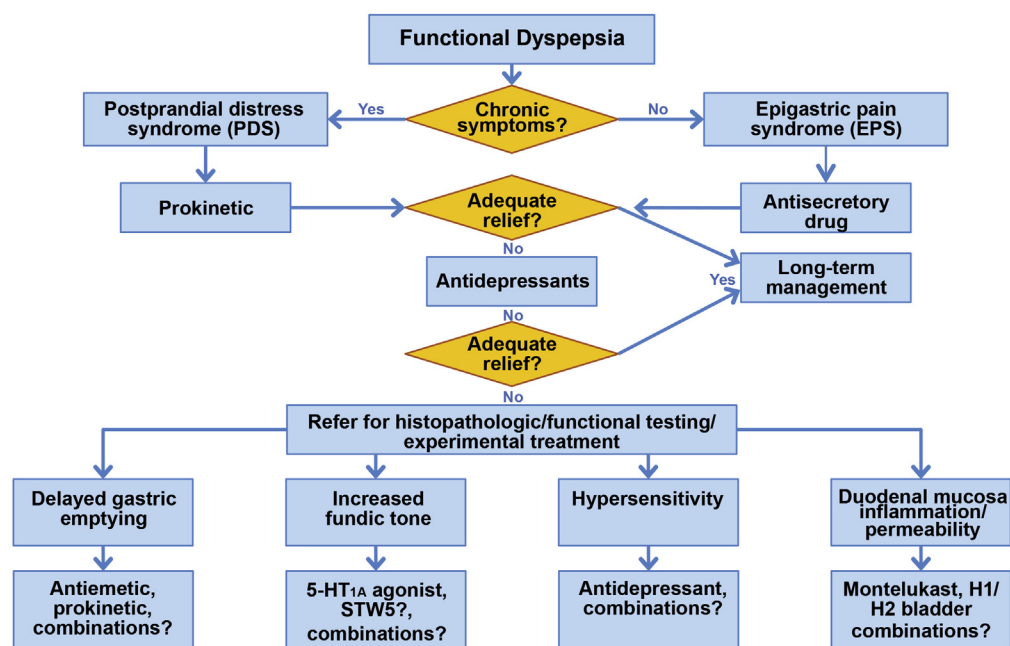 Functional Dyspepsia
Postprandial distress
syndrome (PDS)
Yes
Chronic
symptoms?
No
Epigastric pain
syndrome (EPS)
Prokinetic
Adequate
relief?
Antisecretory
drug
No
Antidepressants
Yes
Long-term
management
No
Adequate
relief?
No
Refer for histopathologic/functional testing/
experimental treatment
Delayed gastric
emptying
Increased
fundic tone
Hypersensitivity
Duodenal mucosa
inflammation/
permeability
Antiemetic,
prokinetic,
combinations?
5-HT1A agonist,
STW5?,
combinations?
Antidepressant,
combinations?
Montelukast, H1/
H2 bladder
combinations?